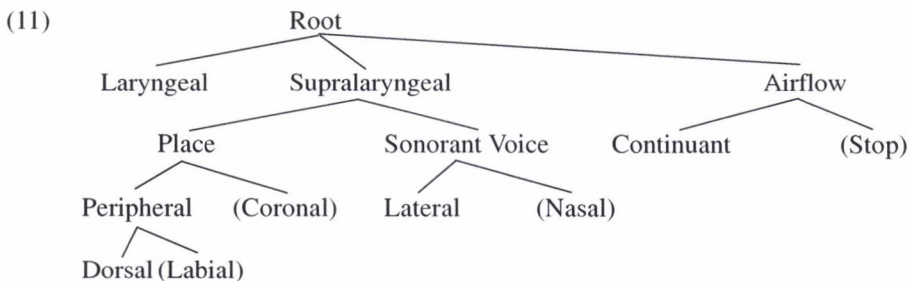 (11) Root
Laryngeal Supralaryngeal Airflow
Place Sonorant Voice Continuant (Stop)
Peripheral (Coronal) Lateral (Nasal)
Dorsal (Labial)